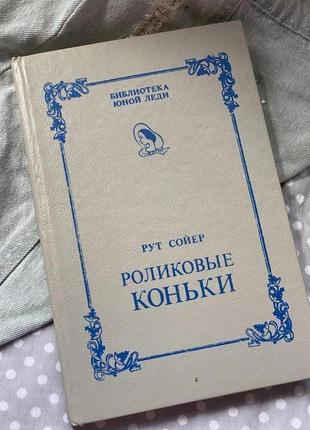 БИБЛИОТЕКА
ЮНОЙ ЛЕДИ
РУТ СОЙЕР
РОЛИКОВЫЕ
КОНЬКИ